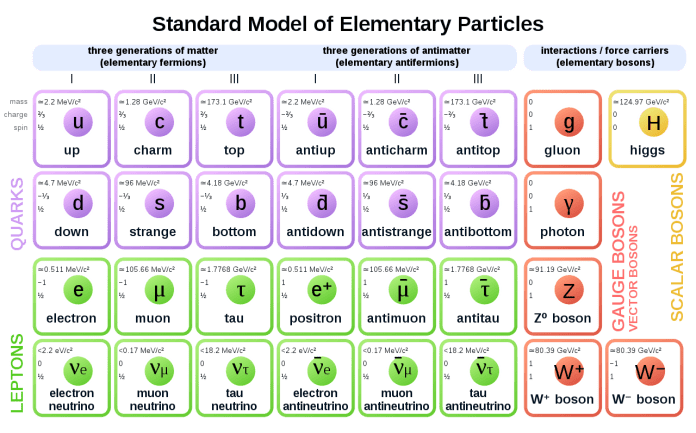 Standard Model of Elementary Particles
three generations of matter
(elementary fermions)
three generations of antimatter
(elementary antifermions)
interactions / force carriers
(elementary bosons)
I II III I II III
mass
charge
spin
≃2.2 MeV/c²
⅔
½
u
up
≃1.28 GeV/c²
⅔
½
c
charm
≃173.1 GeV/c²
⅔
½
t
top
≃2.2 MeV/c²
−⅔
½
ū
antiup
≃1.28 GeV/c²
−⅔
½
c̄
anticharm
≃173.1 GeV/c²
−⅔
½
t̄
antitop
0
0
1
g
gluon
≃124.97 GeV/c²
0
0
H
higgs
QUARKS
≃4.7 MeV/c²
−⅓
½
d
down
≃96 MeV/c²
−⅓
½
s
strange
≃4.18 GeV/c²
−⅓
½
b
bottom
≃4.7 MeV/c²
⅓
½
d̄
antidown
≃96 MeV/c²
⅓
½
s̄
antistrange
≃4.18 GeV/c²
⅓
½
b̄
antibottom
0
0
1
γ
photon
GAUGE BOSONS
VECTOR BOSONS
SCALAR BOSONS
LEPTONS
≃0.511 MeV/c²
−1
½
e
electron
≃105.66 MeV/c²
−1
½
μ
muon
≃1.7768 GeV/c²
−1
½
τ
tau
≃0.511 MeV/c²
1
½
e⁺
positron
≃105.66 MeV/c²
1
½
μ̄
antimuon
≃1.7768 GeV/c²
1
½
τ̄
antitau
≃91.19 GeV/c²
0
1
Z
Z⁰ boson
<2.2 eV/c²
0
½
νe
electron
neutrino
<0.17 MeV/c²
0
½
νμ
muon
neutrino
<18.2 MeV/c²
0
½
ντ
tau
neutrino
<2.2 eV/c²
0
½
ν̄e
electron
antineutrino
<0.17 MeV/c²
0
½
ν̄μ
muon
antineutrino
<18.2 MeV/c²
0
½
ν̄τ
tau
antineutrino
≃80.39 GeV/c²
1
1
W⁺
W⁺ boson
≃80.39 GeV/c²
−1
1
W⁻
W⁻ boson